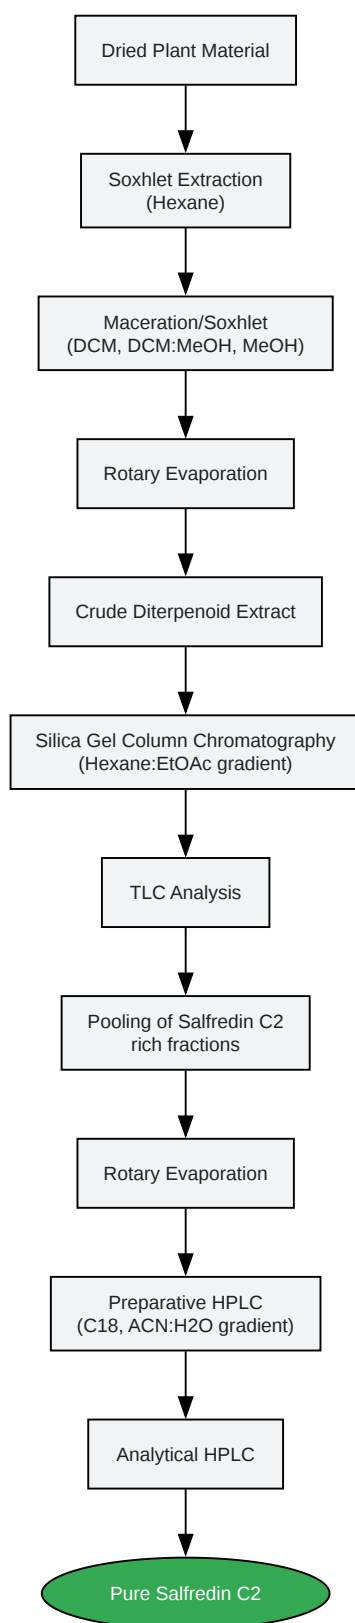 Dried Plant Material
Soxhlet Extraction
(Hexane)
Maceration/Soxhlet
(DCM, DCM:MeOH, MeOH)
Rotary Evaporation
Crude Diterpenoid Extract
Silica Gel Column Chromatography
(Hexane:EtOAc gradient)
TLC Analysis
Pooling of Salfredin C2
rich fractions
Rotary Evaporation
Preparative HPLC
(C18, ACN:H2O gradient)
Analytical HPLC
Pure Salfredin C2